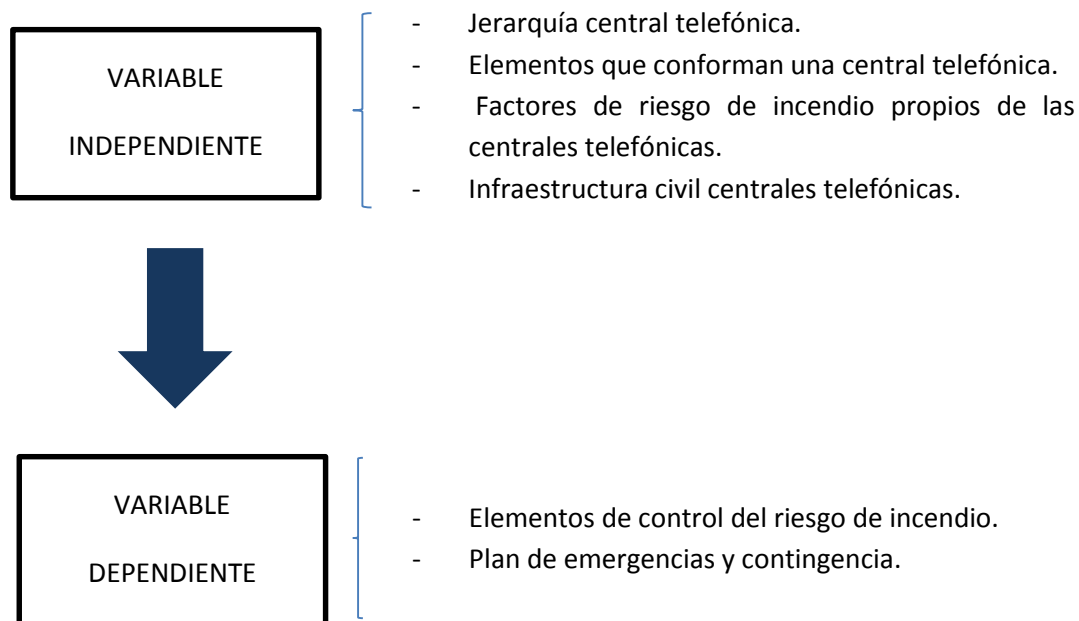 VARIABLE
INDEPENDIENTE
- Jerarquía central telefónica.
- Elementos que conforman una central telefónica.
- Factores de riesgo de incendio propios de las
centrales telefónicas.
- Infraestructura civil centrales telefónicas.
VARIABLE
DEPENDIENTE
- Elementos de control del riesgo de incendio.
- Plan de emergencias y contingencia.